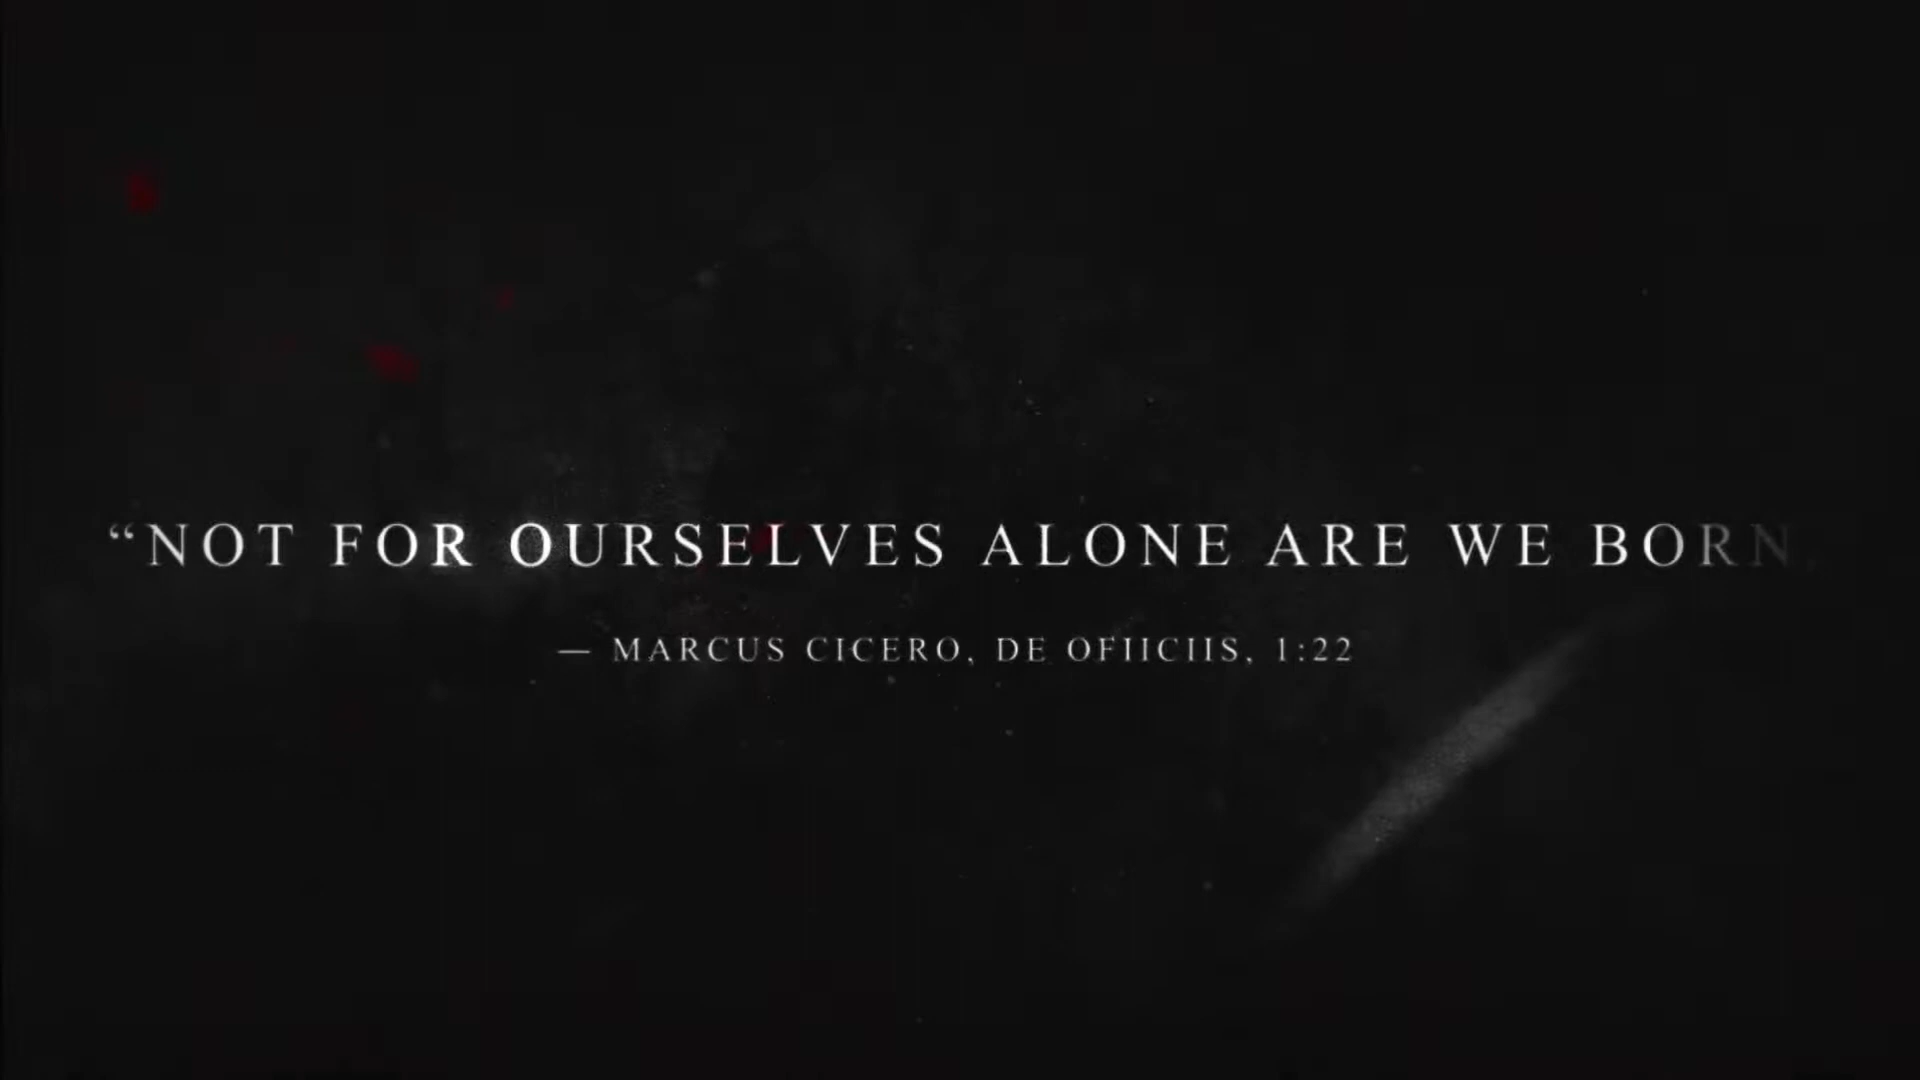 “NOT FOR OURSELVES ALONE ARE WE BORN.
— MARCUS CICERO, DE OFIICIIS, 1:22